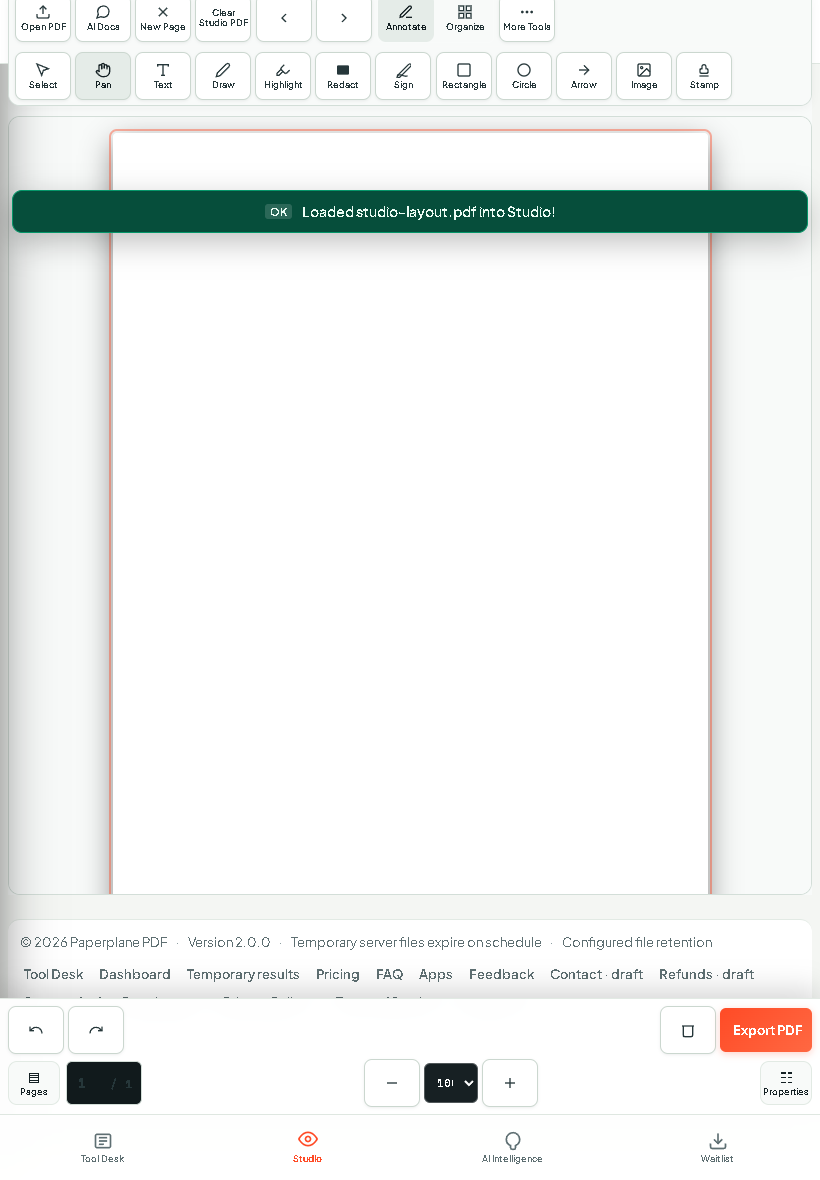 Open PDF
AI Docs
New Page
Clear Studio PDF
Annotate
Organize
More Tools
Select
Pan
Text
Draw
Highlight
Redact
Sign
Rectangle
Circle
Arrow
Image
Stamp
OK Loaded studio-layout.pdf into Studio!
© 2026 Paperplane PDF · Version 2.0.0 · Temporary server files expire on schedule · Configured file retention
Tool Desk Dashboard Temporary results Pricing FAQ Apps Feedback Contact · draft Refunds · draft
Export PDF
Pages
1 / 1
Properties
Tool Desk
Studio
AI Intelligence
Waitlist